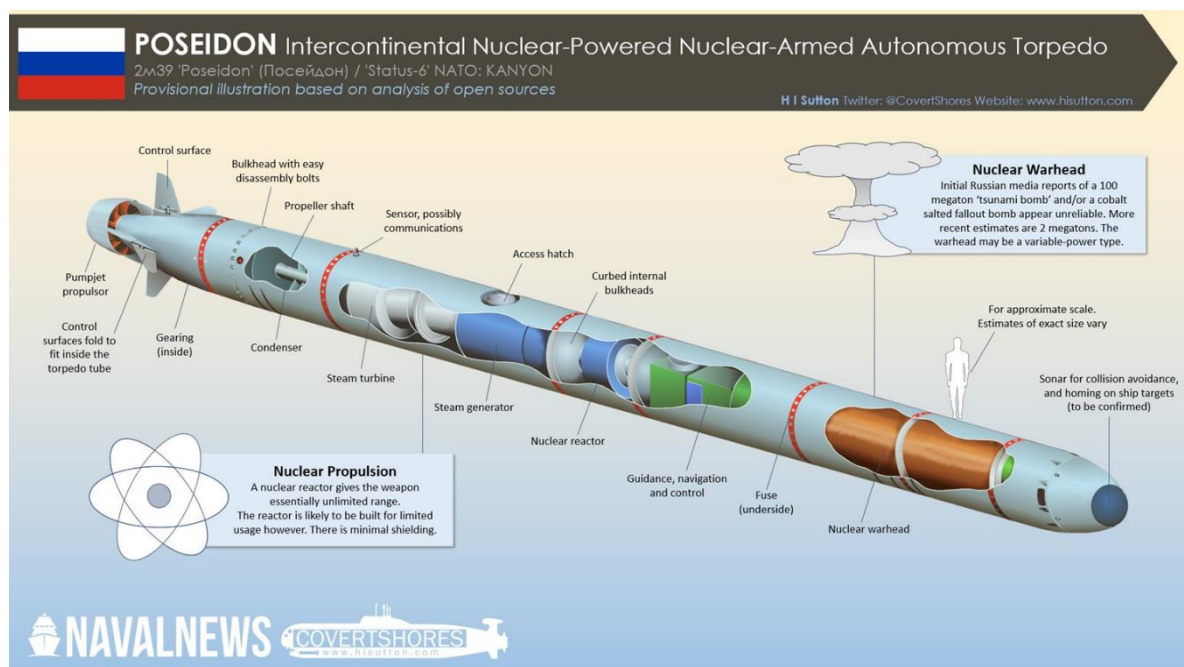 POSEIDON Intercontinental Nuclear-Powered Nuclear-Armed Autonomous Torpedo
2м39 'Poseidon' (Посейдон) / 'Status-6' NATO: KANYON
Provisional illustration based on analysis of open sources
H I Sutton Twitter: @CovertShores Website: www.hisutton.com
Control surface
Bulkhead with easy
disassembly bolts
Propeller shaft
Sensor, possibly
communications
Access hatch
Curbed internal
bulkheads
Nuclear Warhead
Initial Russian media reports of a 100
megaton 'tsunami bomb' and/or a cobalt
salted fallout bomb appear unreliable. More
recent estimates are 2 megatons. The
warhead may be a variable-power type.
For approximate scale.
Estimates of exact size vary
Sonar for collision avoidance,
and homing on ship targets
(to be confirmed)
Pumpjet
propulsor
Control
surfaces fold to
fit inside the
torpedo tube
Gearing
(inside)
Condenser
Steam turbine
Steam generator
Nuclear reactor
Guidance, navigation
and control
Fuse
(underside)
Nuclear warhead
Nuclear Propulsion
A nuclear reactor gives the weapon
essentially unlimited range.
The reactor is likely to be built for limited
usage however. There is minimal shielding.
NAVALNEWS
COVERTSHORES
www.hisutton.com